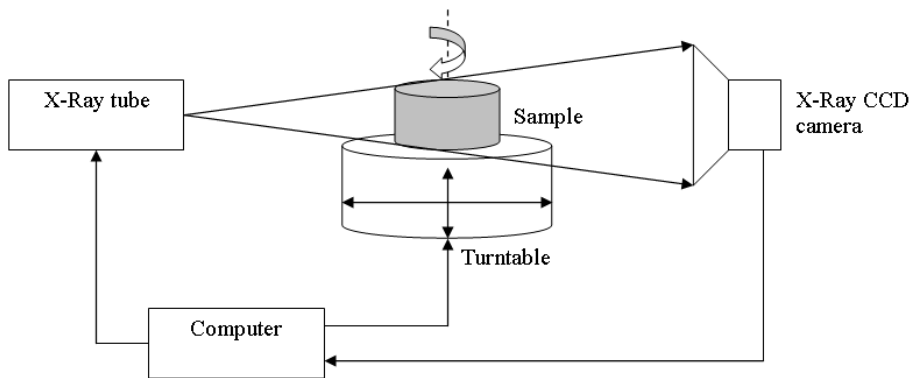 X-Ray tube
Sample
X-Ray CCD
camera
Turntable
Computer